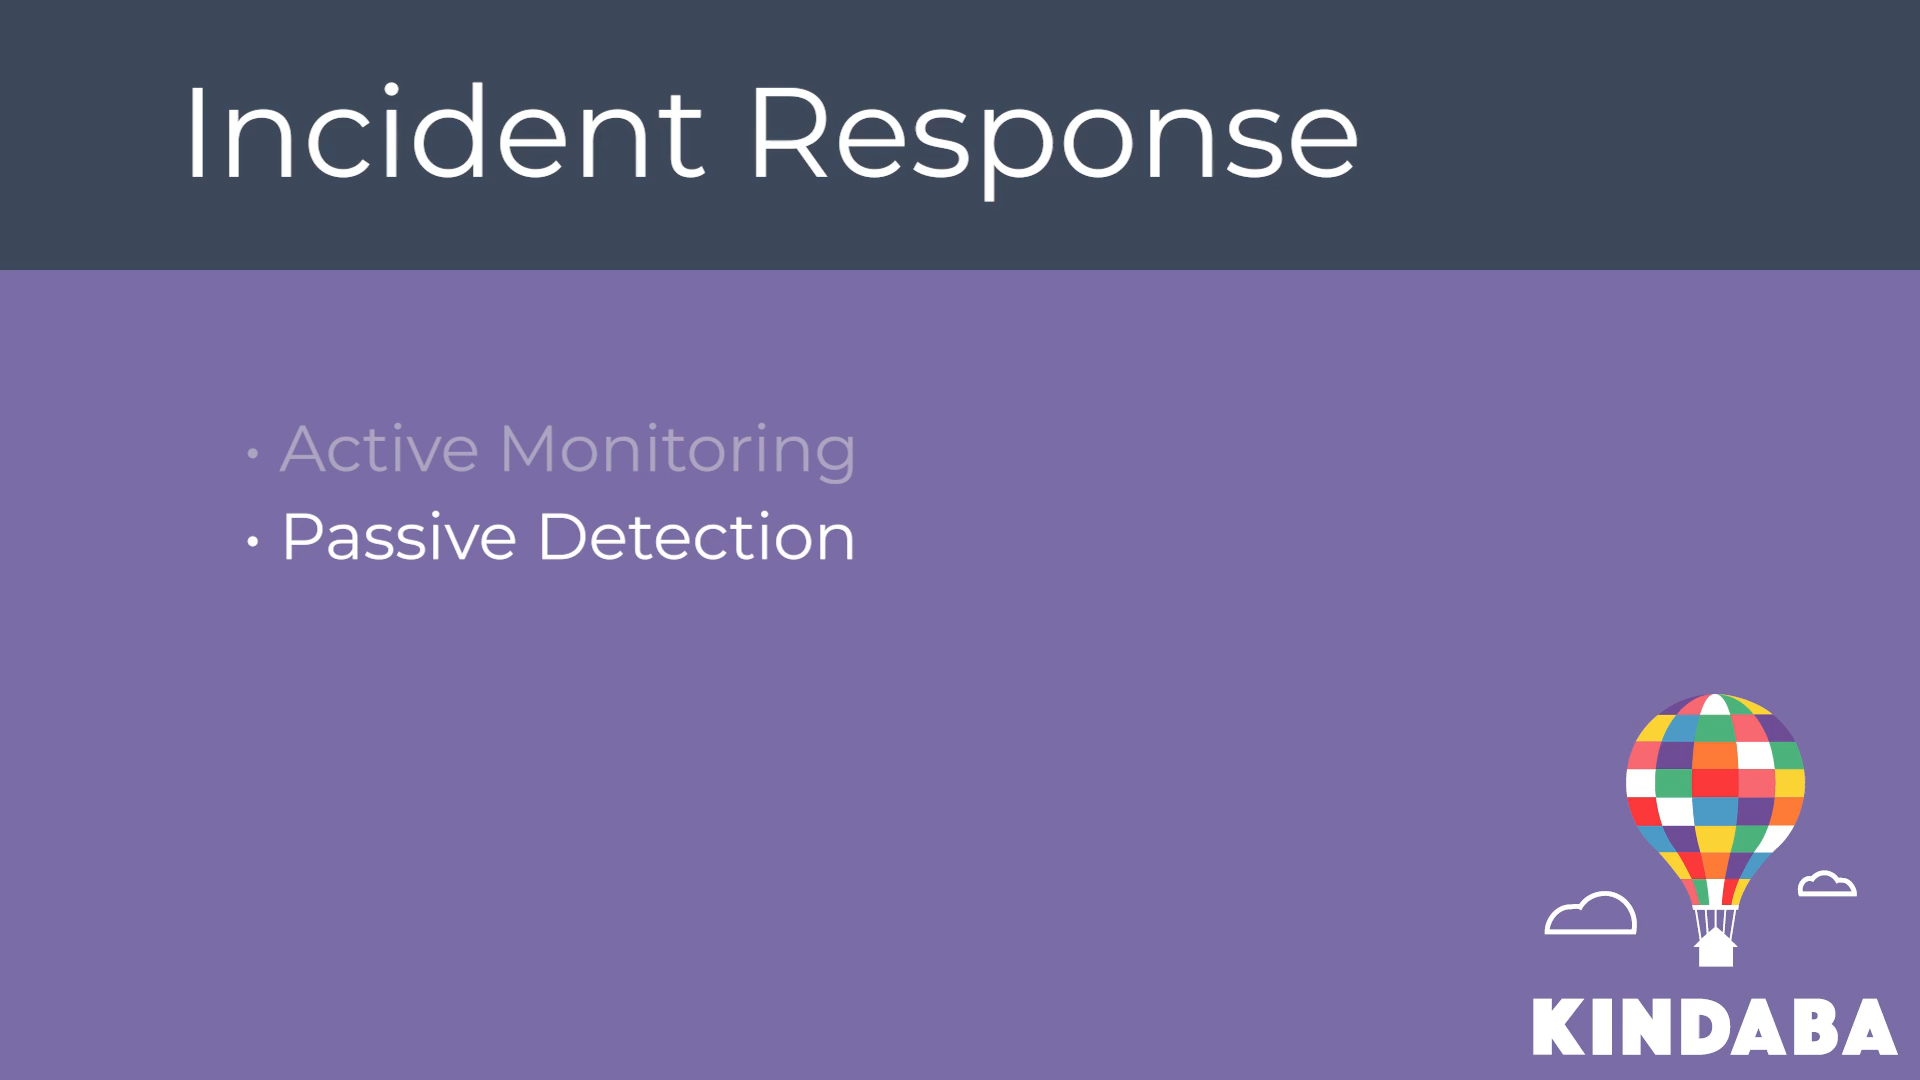 Incident Response
• Active Monitoring
• Passive Detection
KINDABA